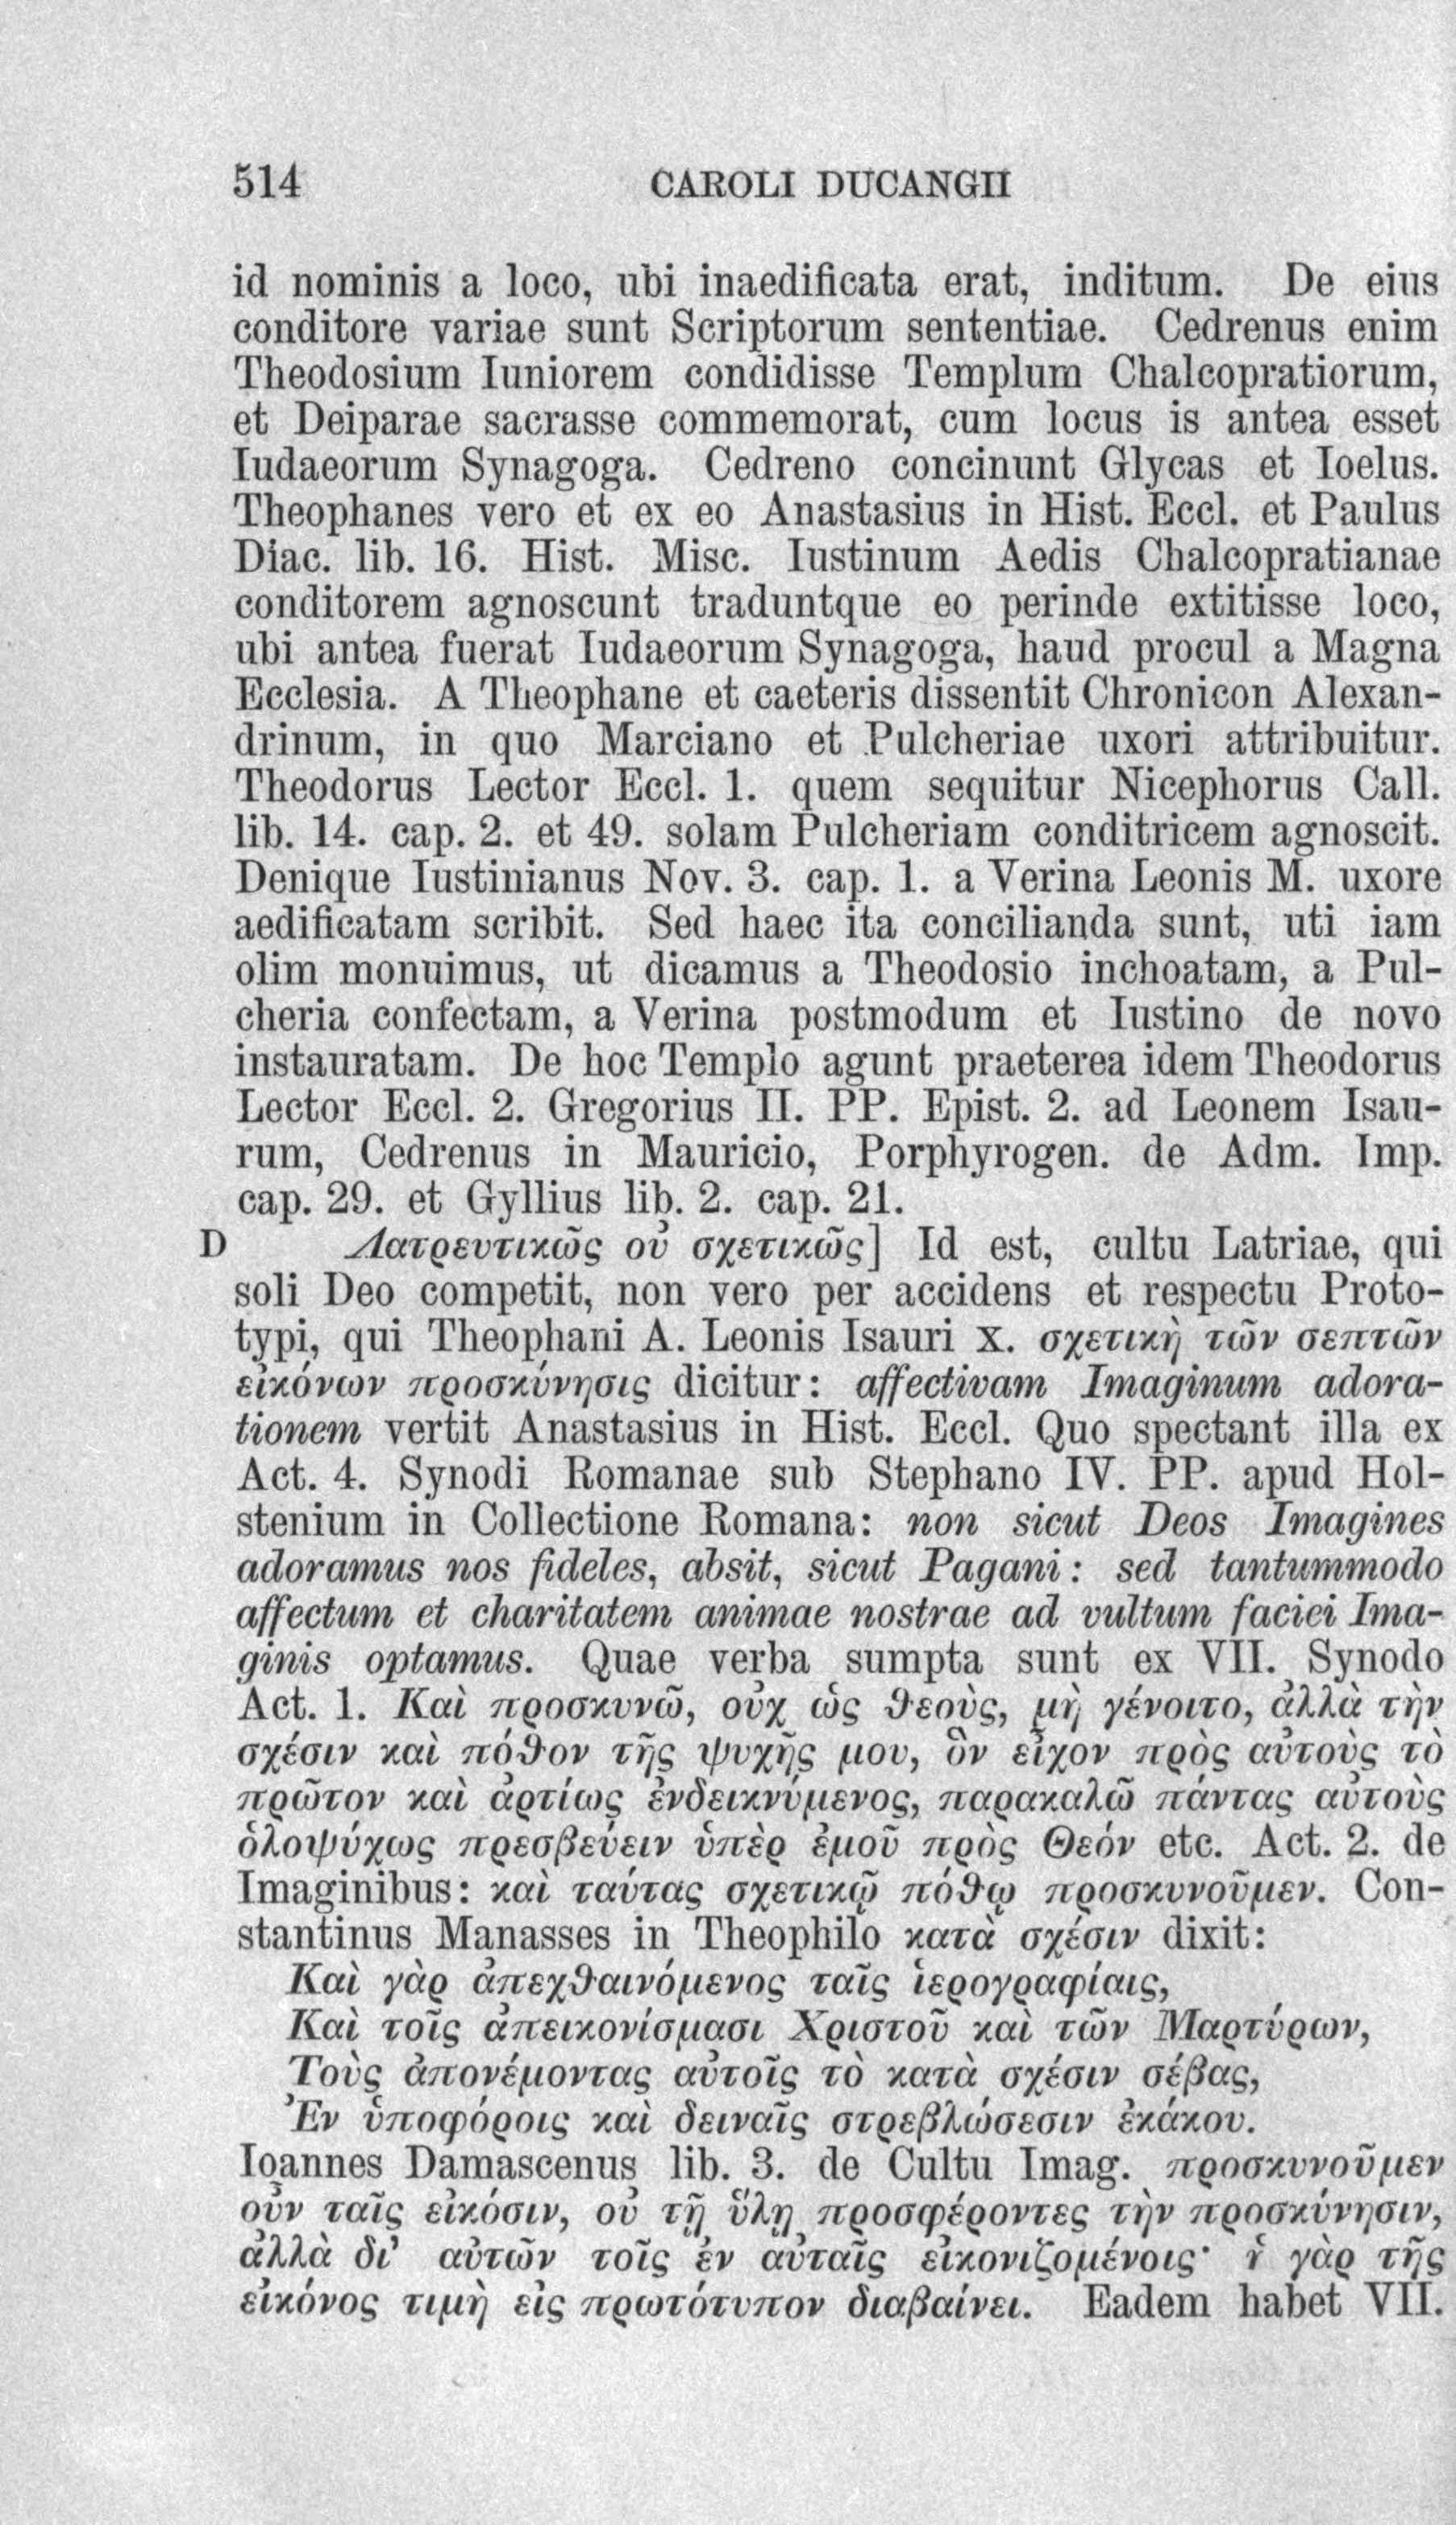 514 CAROLI DUCANGII
id nominis a loco, ubi inaedificata erat, inditum. De eius
conditore variae sunt Scriptorum sententiae. Cedrenus enim
Theodosium Iuniorem condidisse Templum Chalcopratiorum,
et Deiparae sacrasse commemorat, cum locus is antea esset
Iudaeorum Synagoga. Cedreno concinunt Glycas et Ioelus.
Theophanes vero et ex eo Anastasius in Hist. Eccl. et Paulus
Diac. lib. 16. Hist. Misc. Iustinum Aedis Chalcopratianae
conditorem agnoscunt traduntque eo perinde extitisse loco,
ubi antea fuerat Iudaeorum Synagoga, haud procul a Magna
Ecclesia. A Theophane et caeteris dissentit Chronicon Alexan-
drinum, in quo Marciano et Pulcheriae uxori attribuitur.
Theodorus Lector Eccl. 1. quem sequitur Nicephorus Call.
lib. 14. cap. 2. et 49. solam Pulcheriam conditricem agnoscit.
Denique Iustinianus Nov. 3. cap. 1. a Verina Leonis M. uxore
aedificatam scribit. Sed haec ita concilianda sunt, uti iam
olim monuimus, ut dicamus a Theodosio inchoatam, a Pul-
cheria confectam, a Verina postmodum et Iustino de novo
instauratam. De hoc Templo agunt praeterea idem Theodorus
Lector Eccl. 2. Gregorius II. PP. Epist. 2. ad Leonem Isau-
rum, Cedrenus in Mauricio, Porphyrogen. de Adm. Imp.
cap. 29. et Gyllius lib. 2. cap. 21.
D Λατρευτικῶς οὐ σχετικῶς] Id est, cultu Latriae, qui
soli Deo competit, non vero per accidens et respectu Proto-
typi, qui Theophani A. Leonis Isauri X. σχετικὴ τῶν σεπτῶν
εἰκόνων προσκύνησις dicitur: affectivam Imaginum adora-
tionem vertit Anastasius in Hist. Eccl. Quo spectant illa ex
Act. 4. Synodi Romanae sub Stephano IV. PP. apud Hol-
stenium in Collectione Romana: non sicut Deos Imagines
adoramus nos fideles, absit, sicut Pagani: sed tantummodo
affectum et charitatem animae nostrae ad vultum faciei Ima-
ginis optamus. Quae verba sumpta sunt ex VII. Synodo
Act. 1. Καὶ προσκυνῶ, οὐχ ὡς θεοὺς, μὴ γένοιτο, ἀλλὰ τὴν
σχέσιν καὶ πόθον τῆς ψυχῆς μου, ὃν εἶχον πρὸς αὐτοὺς τὸ
πρῶτον καὶ ἀρτίως ἐνδεικνύμενος, παρακαλῶ πάντας αὐτοὺς
ὁλοψύχως πρεσβεύειν ὑπὲρ ἐμοῦ πρὸς Θεόν etc. Act. 2. de
Imaginibus: καὶ ταύτας σχετικῷ πόθῳ προσκυνοῦμεν. Con-
stantinus Manasses in Theophilo κατὰ σχέσιν dixit:
Καὶ γὰρ ἀπεχθαινόμενος ταῖς ἱερογραφίαις,
Καὶ τοῖς ἀπεικονίσμασι Χριστοῦ καὶ τῶν Μαρτύρων,
Τοὺς ἀπονέμοντας αὐτοῖς τὸ κατὰ σχέσιν σέβας,
Ἐν ὑποφόροις καὶ δειναῖς στρεβλώσεσιν ἐκάκου.
Ioannes Damascenus lib. 3. de Cultu Imag. προσκυνοῦμεν
οὖν ταῖς εἰκόσιν, οὐ τῇ ὕλῃ προσφέροντες τὴν προσκύνησιν,
ἀλλὰ δι' αὐτῶν τοῖς ἐν αὐταῖς εἰκονιζομένοις· ἡ γὰρ τῆς
εἰκόνος τιμὴ εἰς πρωτότυπον διαβαίνει. Eadem habet VII.